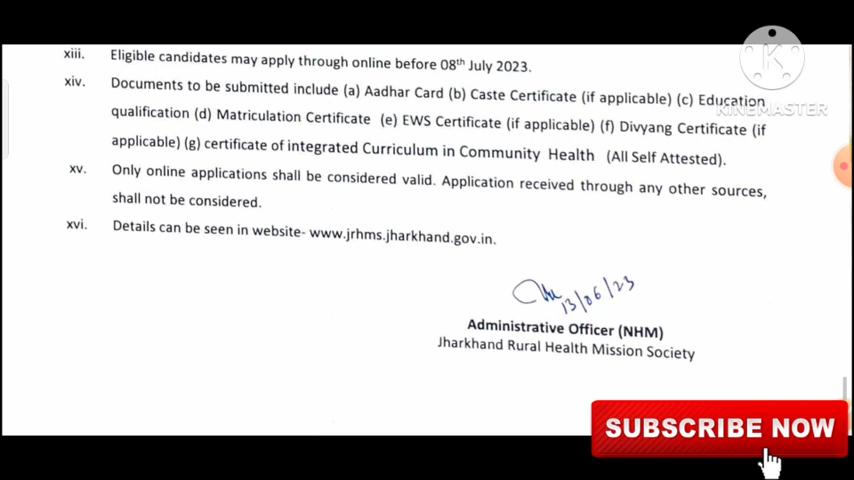 xiii. Eligible candidates may apply through online before 08th July 2023.
xiv. Documents to be submitted include (a) Aadhar Card (b) Caste Certificate (if applicable) (c) Education
qualification (d) Matriculation Certificate (e) EWS Certificate (if applicable) (f) Divyang Certificate (if
applicable) (g) certificate of integrated Curriculum in Community Health (All Self Attested).
xv. Only online applications shall be considered valid. Application received through any other sources,
shall not be considered.
xvi. Details can be seen in website- www.jrhms.jharkhand.gov.in.
13/06/23
Administrative Officer (NHM)
Jharkhand Rural Health Mission Society
KINEMASTER
SUBSCRIBE NOW